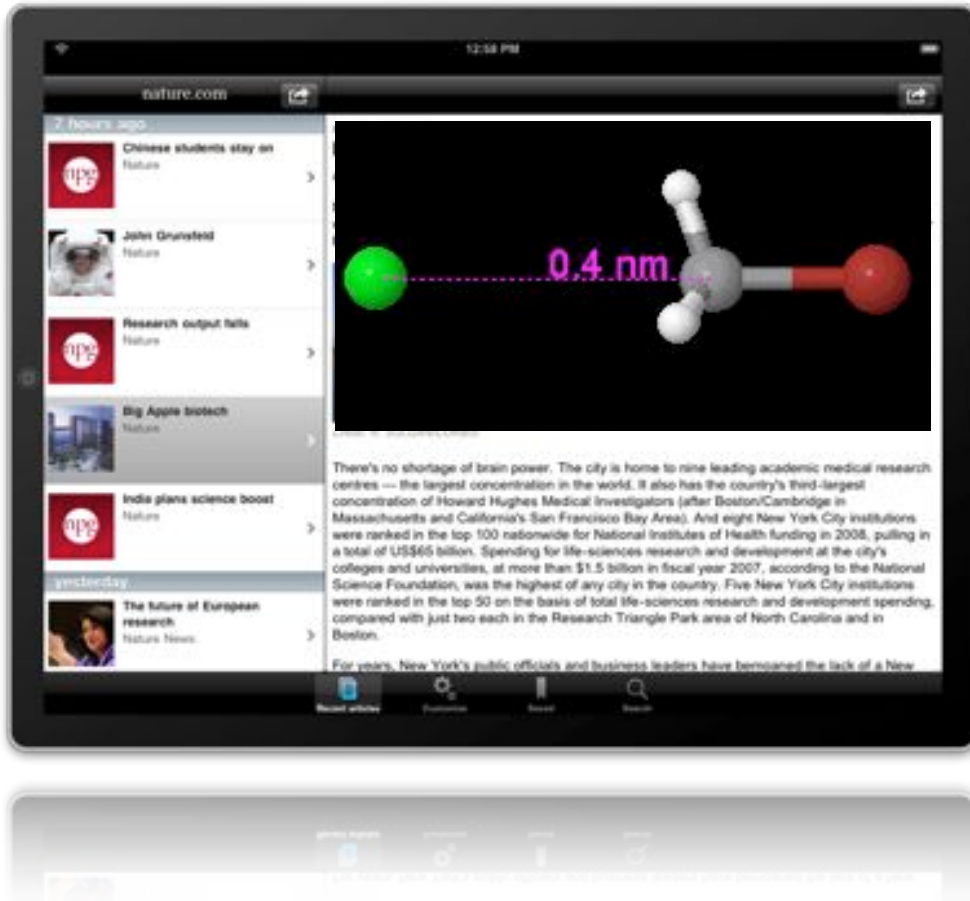 12:58 PM
nature.com
7 hours ago
Chinese students stay on
Nature
npg
John Grunsfeld
Nature
Research output falls
Nature
npg
Big Apple biotech
Nature
India plans science boost
Nature
npg
yesterday
The future of European
research
Nature News
0.4 nm
There's no shortage of brain power. The city is home to nine leading academic medical research
centres — the largest concentration in the world. It also has the country's third-largest
concentration of Howard Hughes Medical Investigators (after Boston/Cambridge in
Massachusetts and California's San Francisco Bay Area). And eight New York City institutions
were ranked in the top 100 nationwide for National Institutes of Health funding in 2008, pulling in
a total of US$65 billion. Spending for life-sciences research and development at the city's
colleges and universities, at more than $1.5 billion in fiscal year 2007, according to the National
Science Foundation, was the highest of any city in the country. Five New York City institutions
were ranked in the top 50 on the basis of total life-sciences research and development spending,
compared with just two each in the Research Triangle Park area of North Carolina and in
Boston.
For years, New York's public officials and business leaders have bemoaned the lack of a New
Recent articles
Customise
Saved
Search